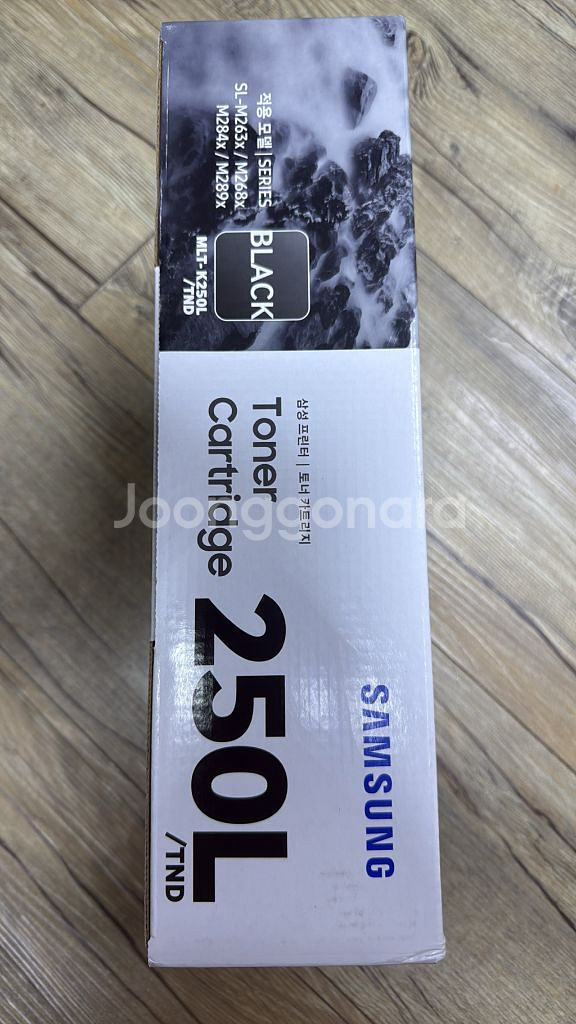 적용 모델 | SERIES
SL-M263x / M268x
M284x / M289x
BLACK
MLT-K250L
/TND
삼성 프린터 | 토너 카트리지
Toner
Cartridge
250L
/TND
SAMSUNG
Joonggonara